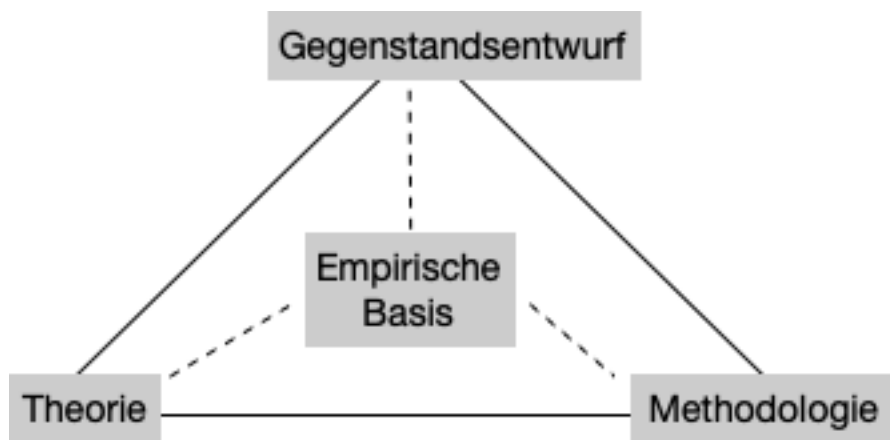 Gegenstandsentwurf
Empirische
Basis
Theorie
Methodologie